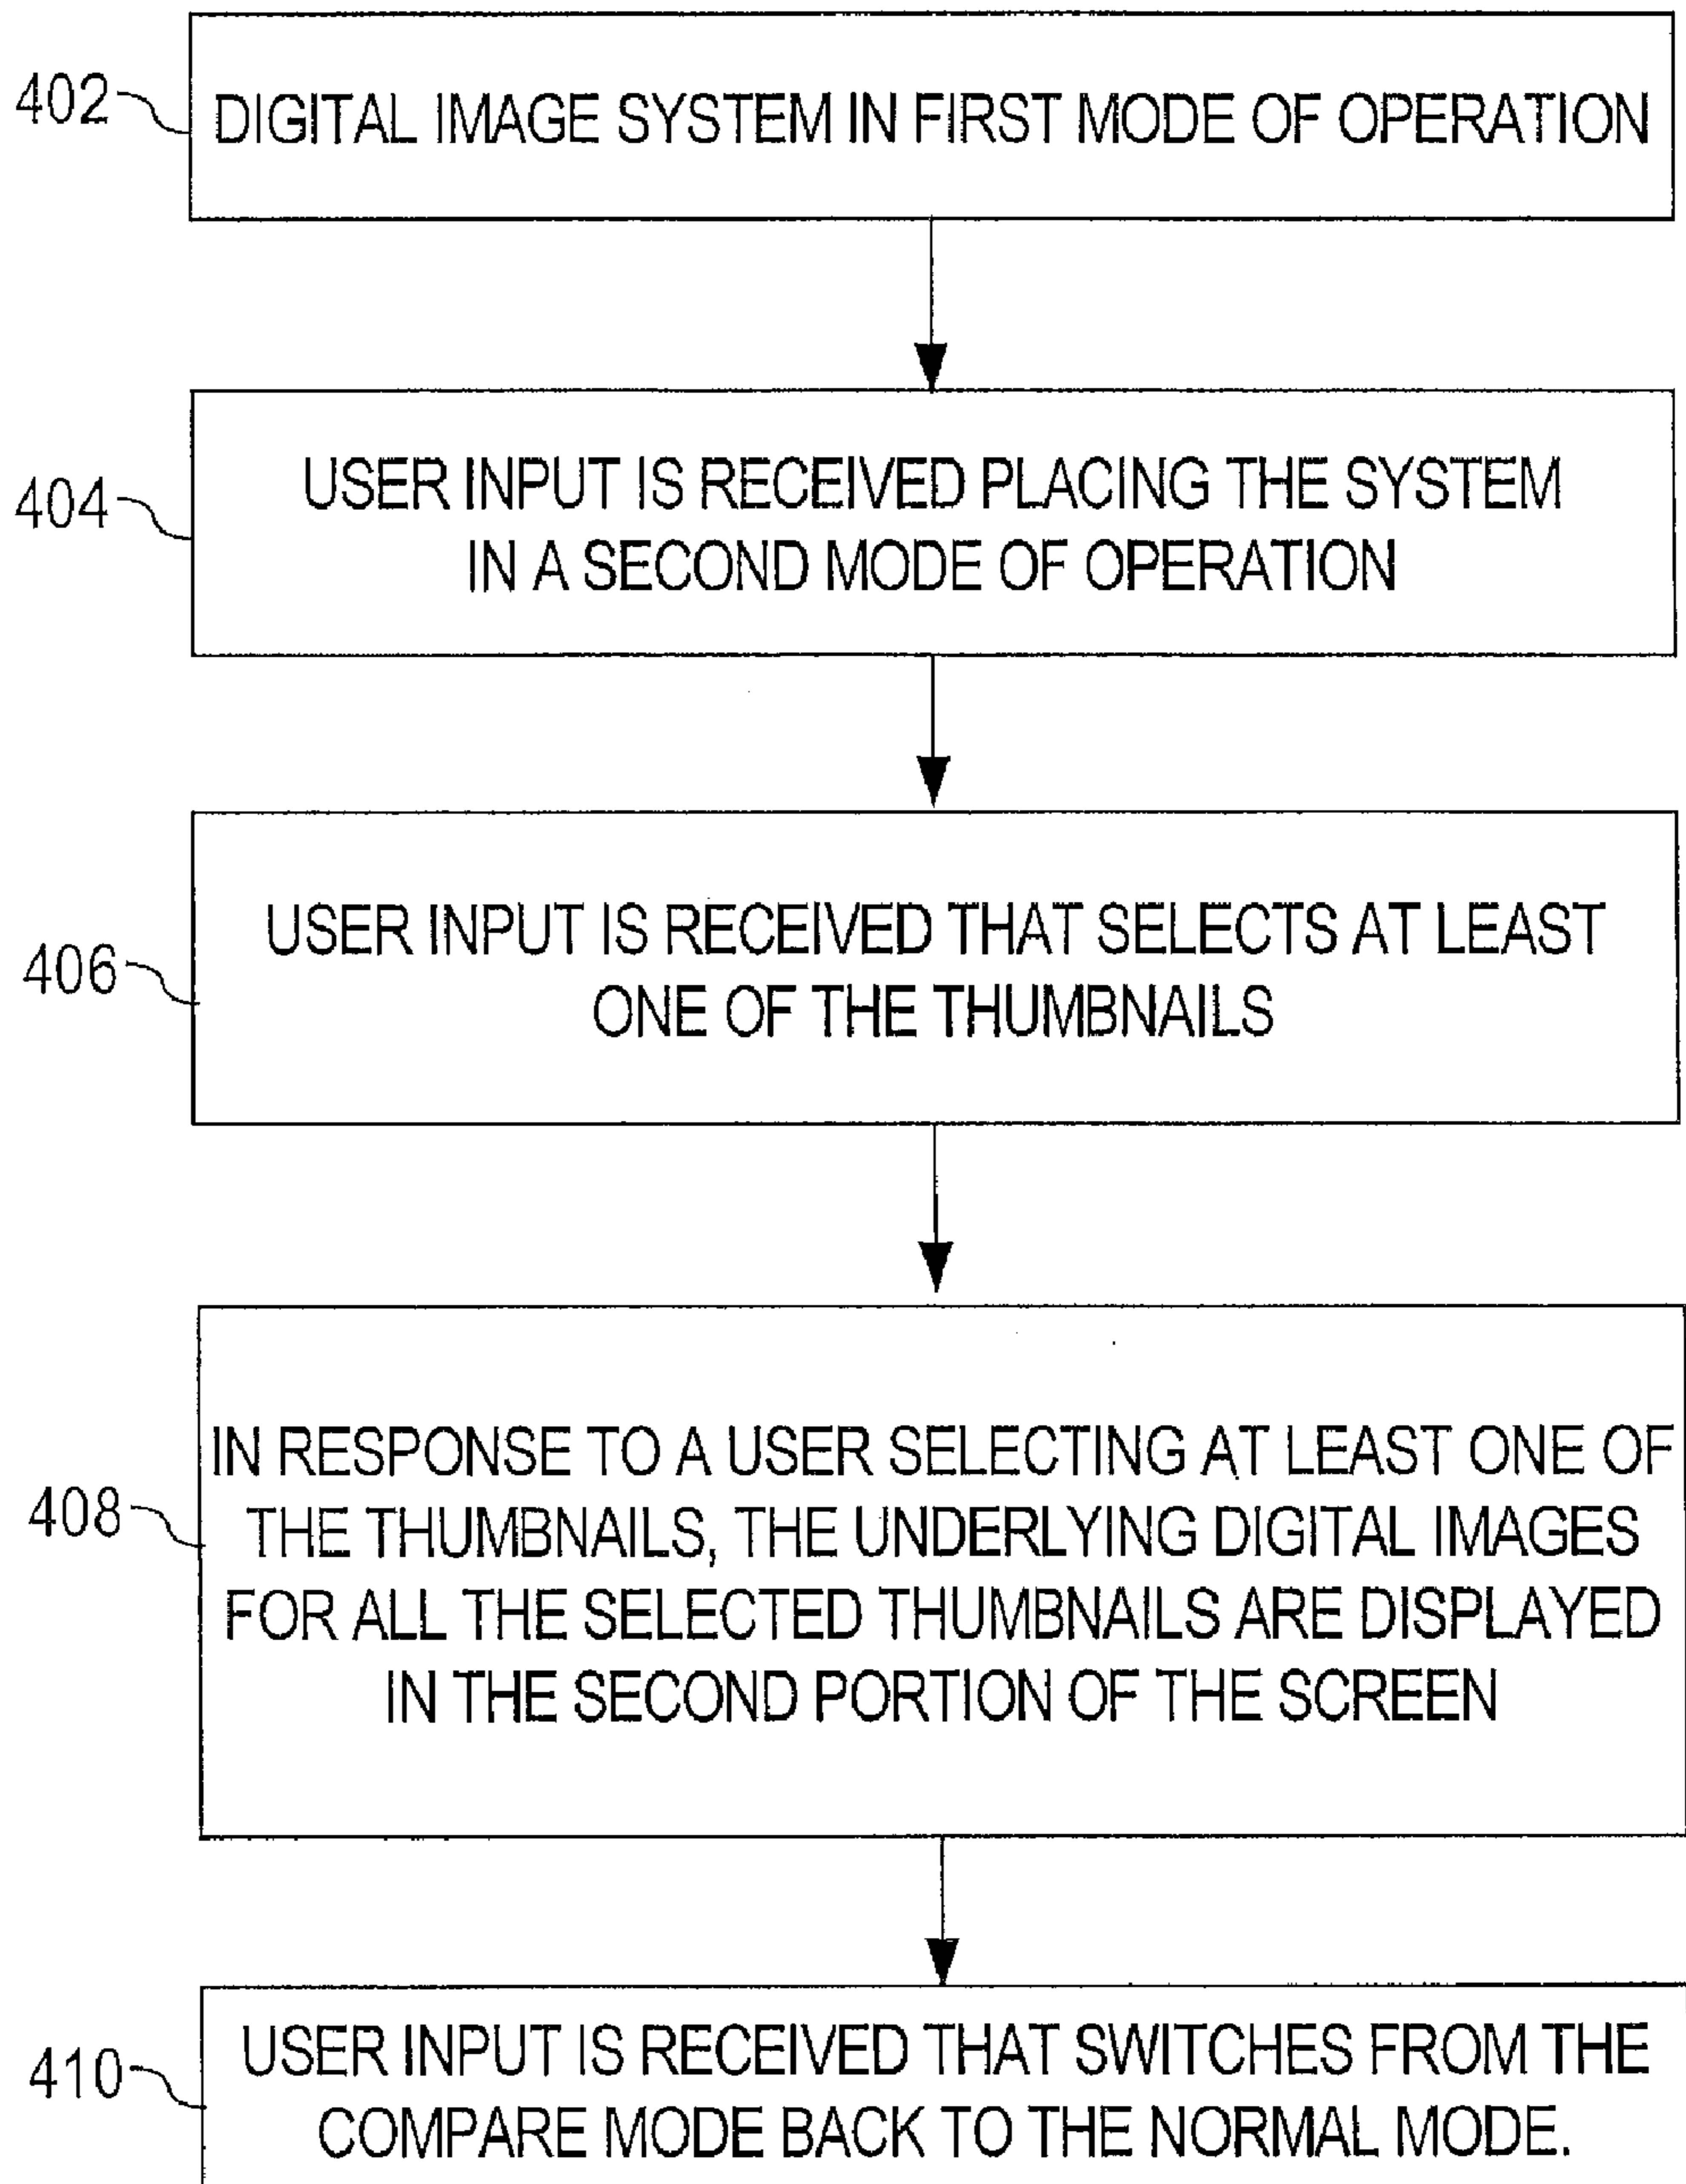 402
DIGITAL IMAGE SYSTEM IN FIRST MODE OF OPERATION
404
USER INPUT IS RECEIVED PLACING THE SYSTEM
IN A SECOND MODE OF OPERATION
406
USER INPUT IS RECEIVED THAT SELECTS AT LEAST
ONE OF THE THUMBNAILS
408
IN RESPONSE TO A USER SELECTING AT LEAST ONE OF
THE THUMBNAILS, THE UNDERLYING DIGITAL IMAGES
FOR ALL THE SELECTED THUMBNAILS ARE DISPLAYED
IN THE SECOND PORTION OF THE SCREEN
410
USER INPUT IS RECEIVED THAT SWITCHES FROM THE
COMPARE MODE BACK TO THE NORMAL MODE.